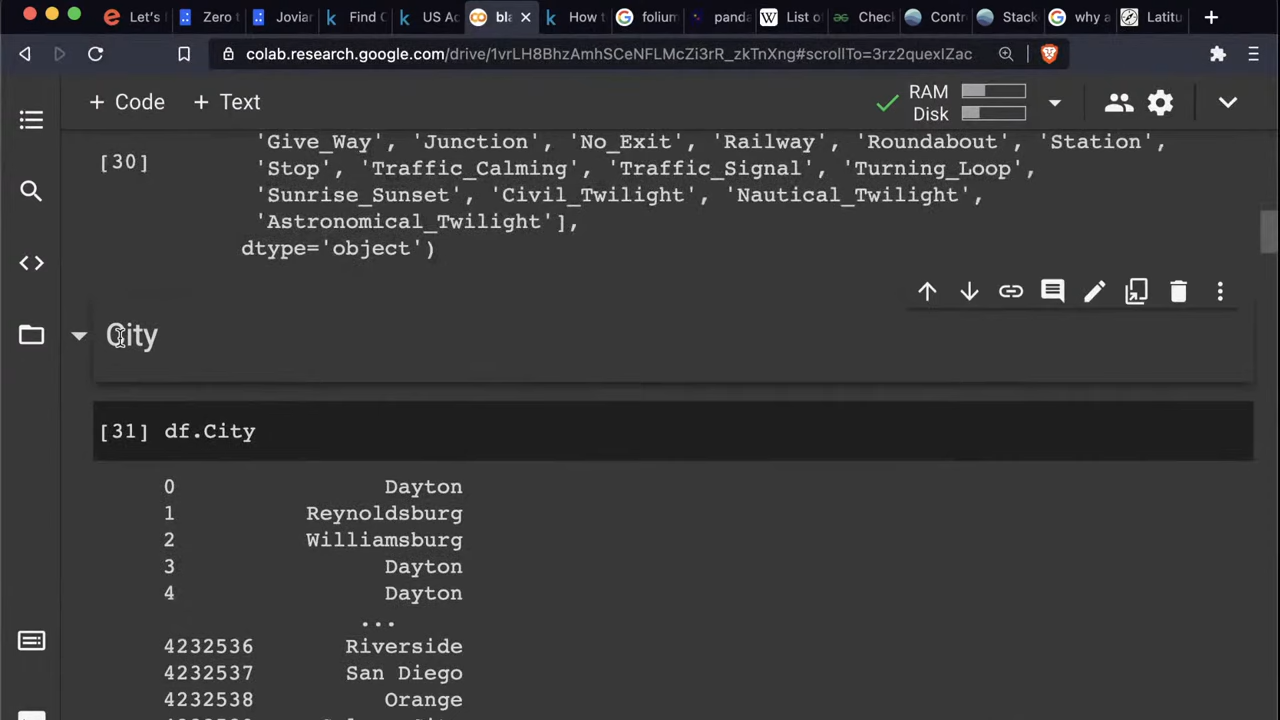 Let's
Zero t
Jovian
Find C
US Ac
bla
How t
folium
panda
List of
Check
Contr
Stack
why a
Latitu
colab.research.google.com/drive/1vrLH8BhzAmhSCeNFLMcZi3rR_zkTnXng#scrollTo=3rz2quexIZac
+ Code + Text
RAM
Disk
'Give_Way', 'Junction', 'No_Exit', 'Railway', 'Roundabout', 'Station',
[30] 'Stop', 'Traffic_Calming', 'Traffic_Signal', 'Turning_Loop',
'Sunrise_Sunset', 'Civil_Twilight', 'Nautical_Twilight',
'Astronomical_Twilight'],
dtype='object')
City
[31] df.City
0 Dayton
1 Reynoldsburg
2 Williamsburg
3 Dayton
4 Dayton
...
4232536 Riverside
4232537 San Diego
4232538 Orange